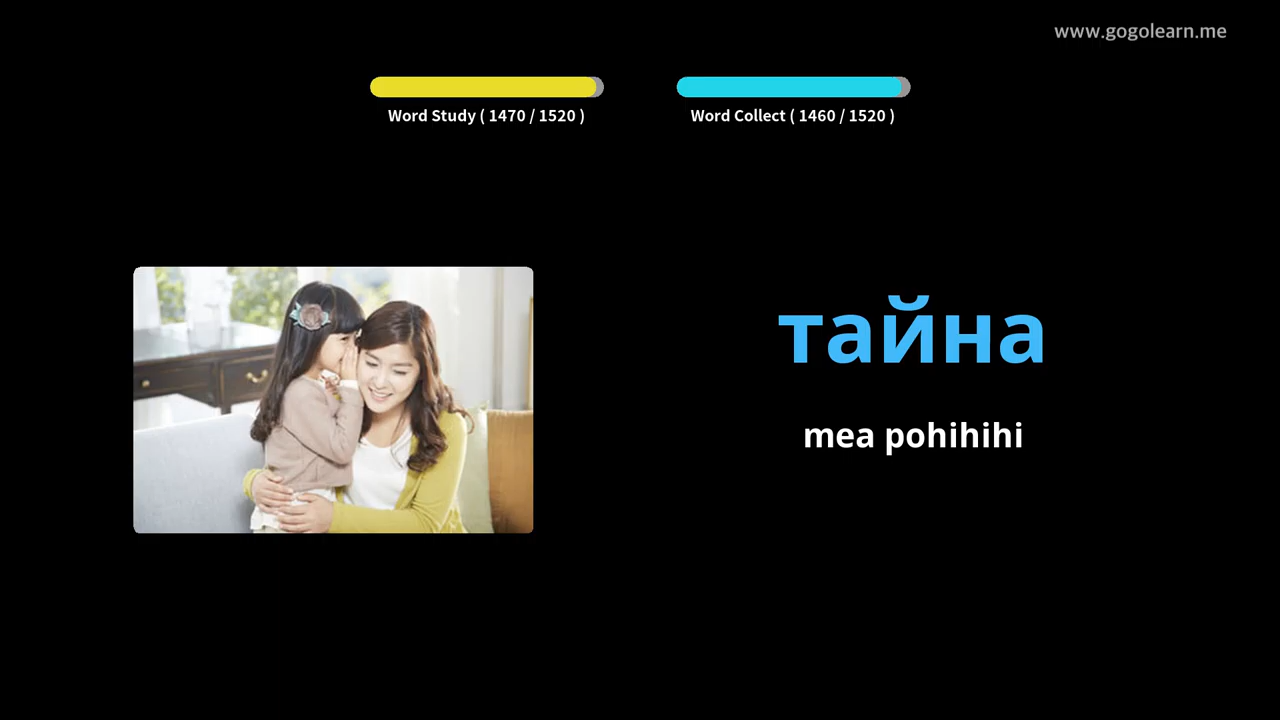 www.gogolearn.me
Word Study ( 1470 / 1520 )
Word Collect ( 1460 / 1520 )
тайна
mea pohihihi